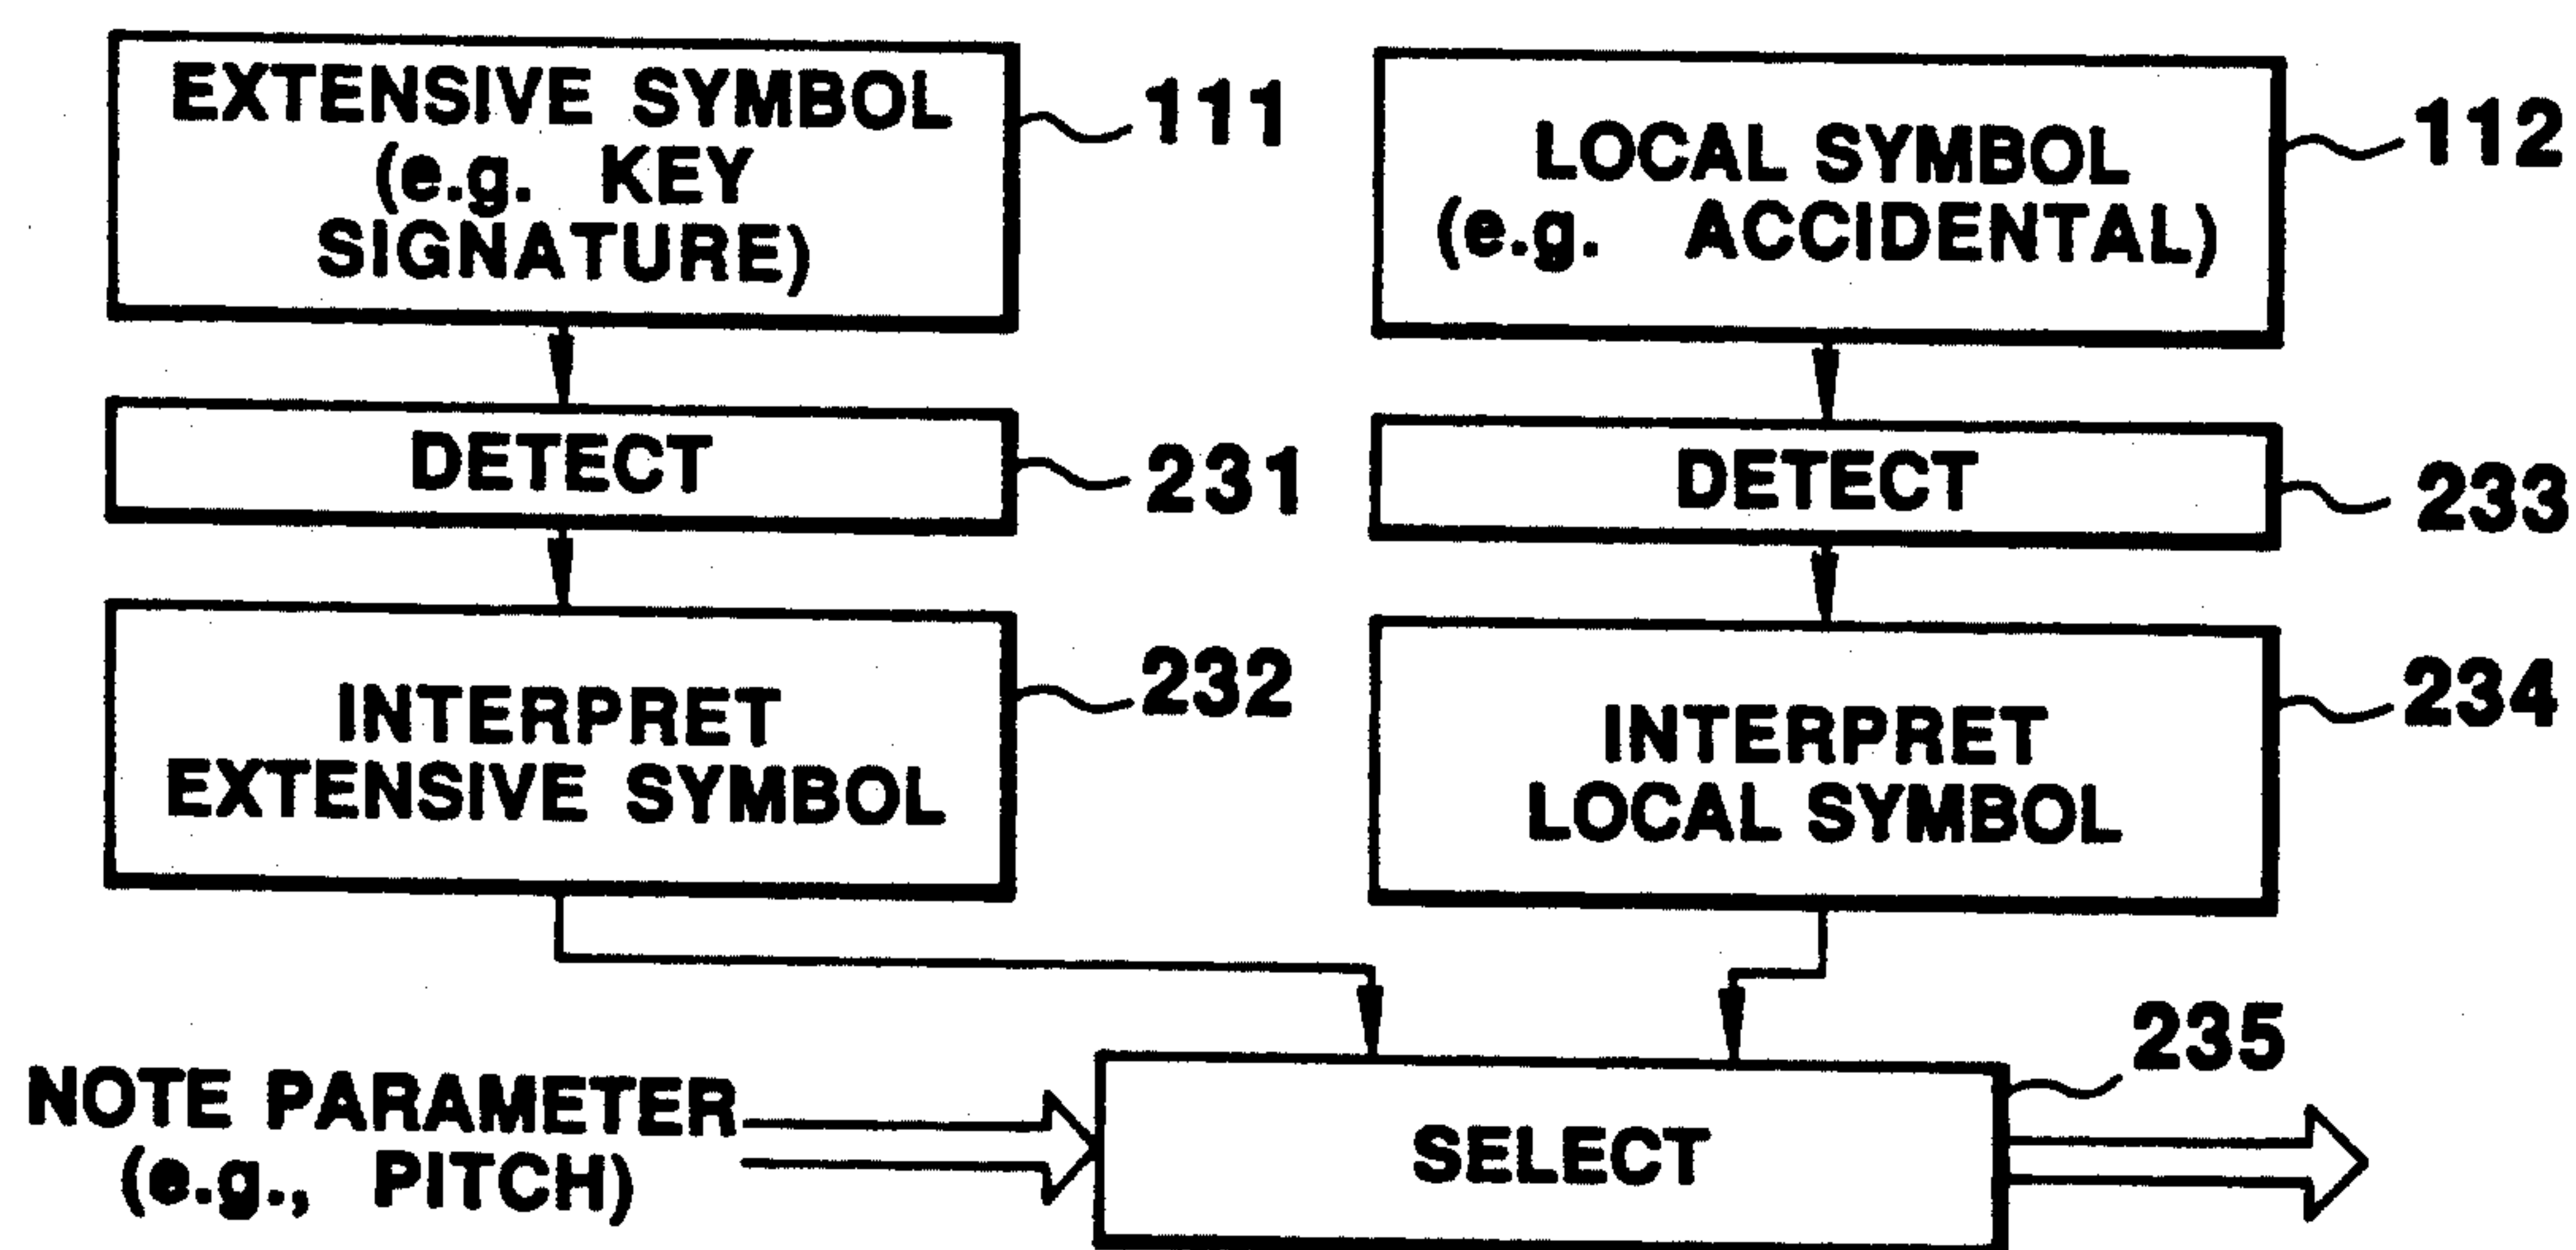 EXTENSIVE SYMBOL
(e.g. KEY
SIGNATURE)
111
LOCAL SYMBOL
(e.g. ACCIDENTAL)
112
DETECT
231
DETECT
233
INTERPRET
EXTENSIVE SYMBOL
232
INTERPRET
LOCAL SYMBOL
234
NOTE PARAMETER
(e.g., PITCH)
SELECT
235